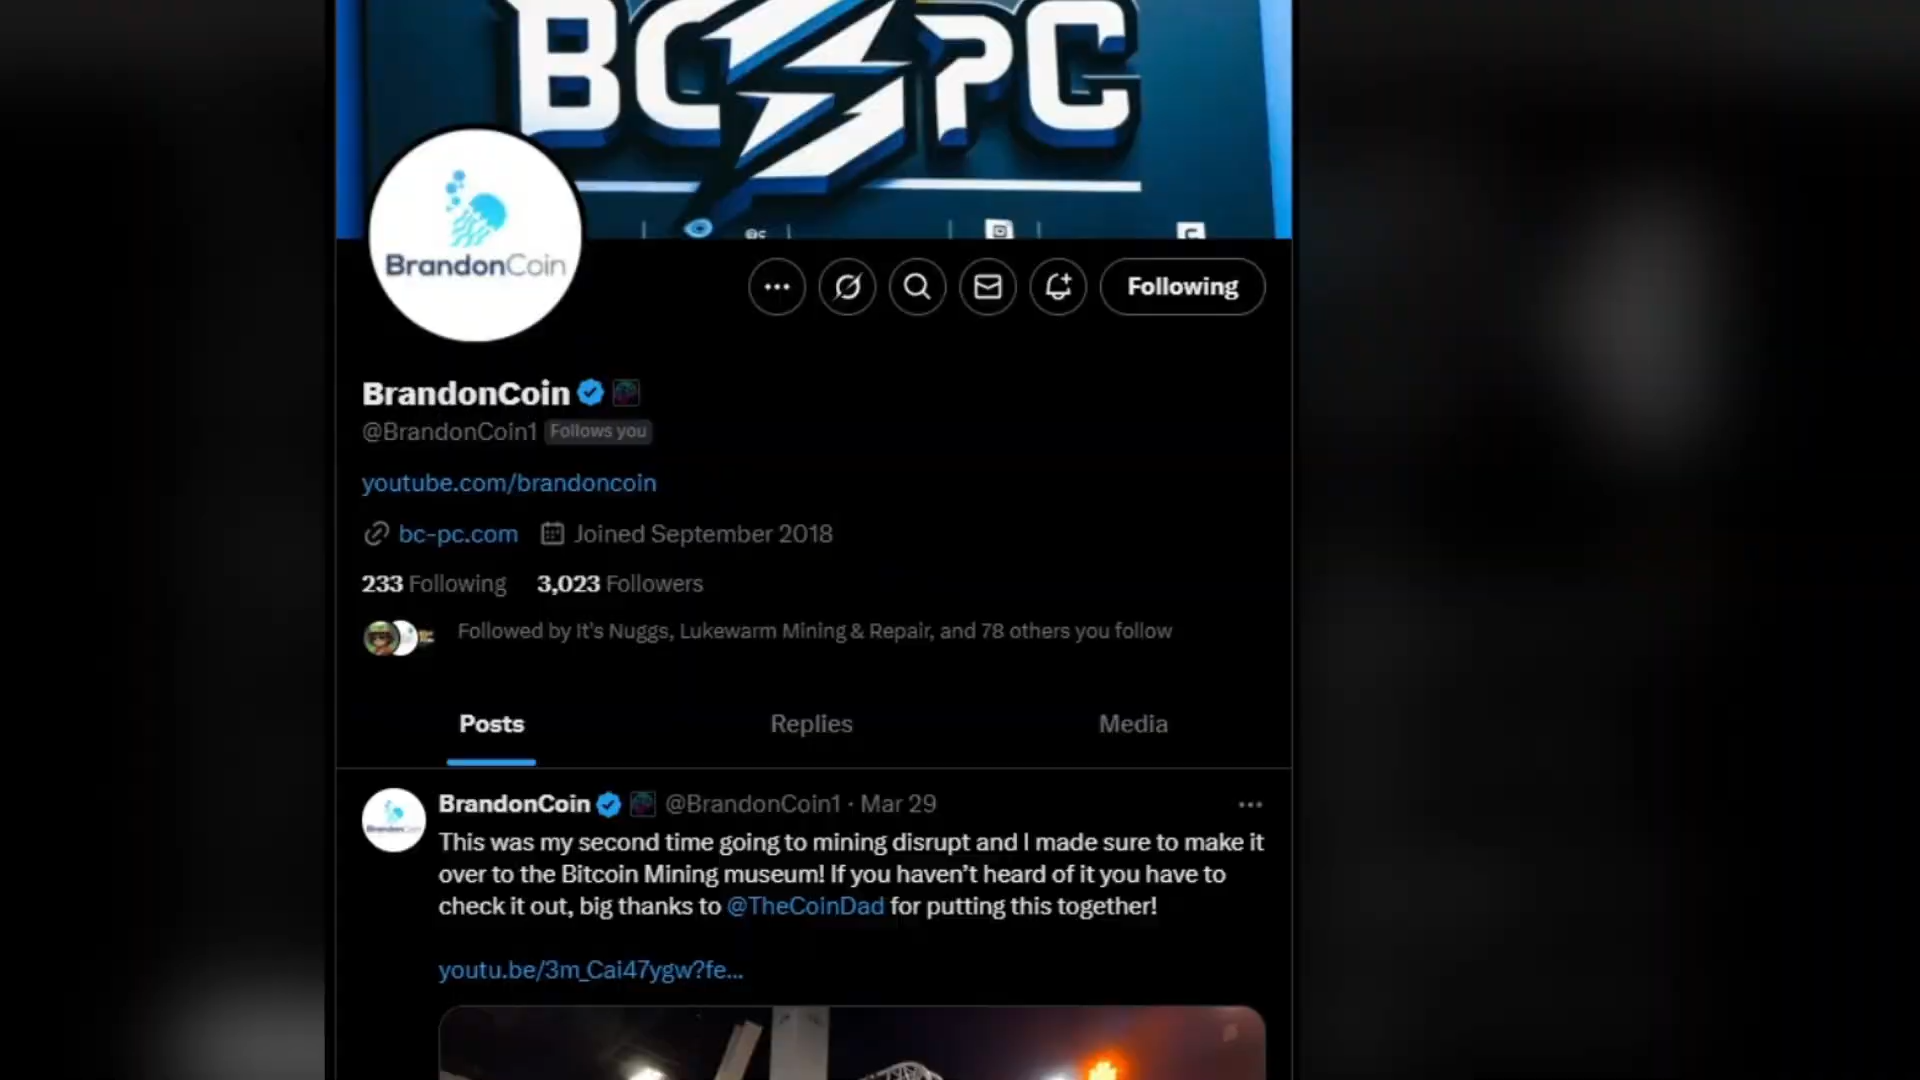 BC PC
BrandonCoin
Following
BrandonCoin
@BrandonCoin1 Follows you
youtube.com/brandoncoin
bc-pc.com Joined September 2018
233 Following 3,023 Followers
Followed by It's Nuggs, Lukewarm Mining & Repair, and 78 others you follow
Posts Replies Media
BrandonCoin @BrandonCoin1 · Mar 29
This was my second time going to mining disrupt and I made sure to make it
over to the Bitcoin Mining museum! If you haven’t heard of it you have to
check it out, big thanks to @TheCoinDad for putting this together!
youtu.be/3m_Cai47ygw?fe...